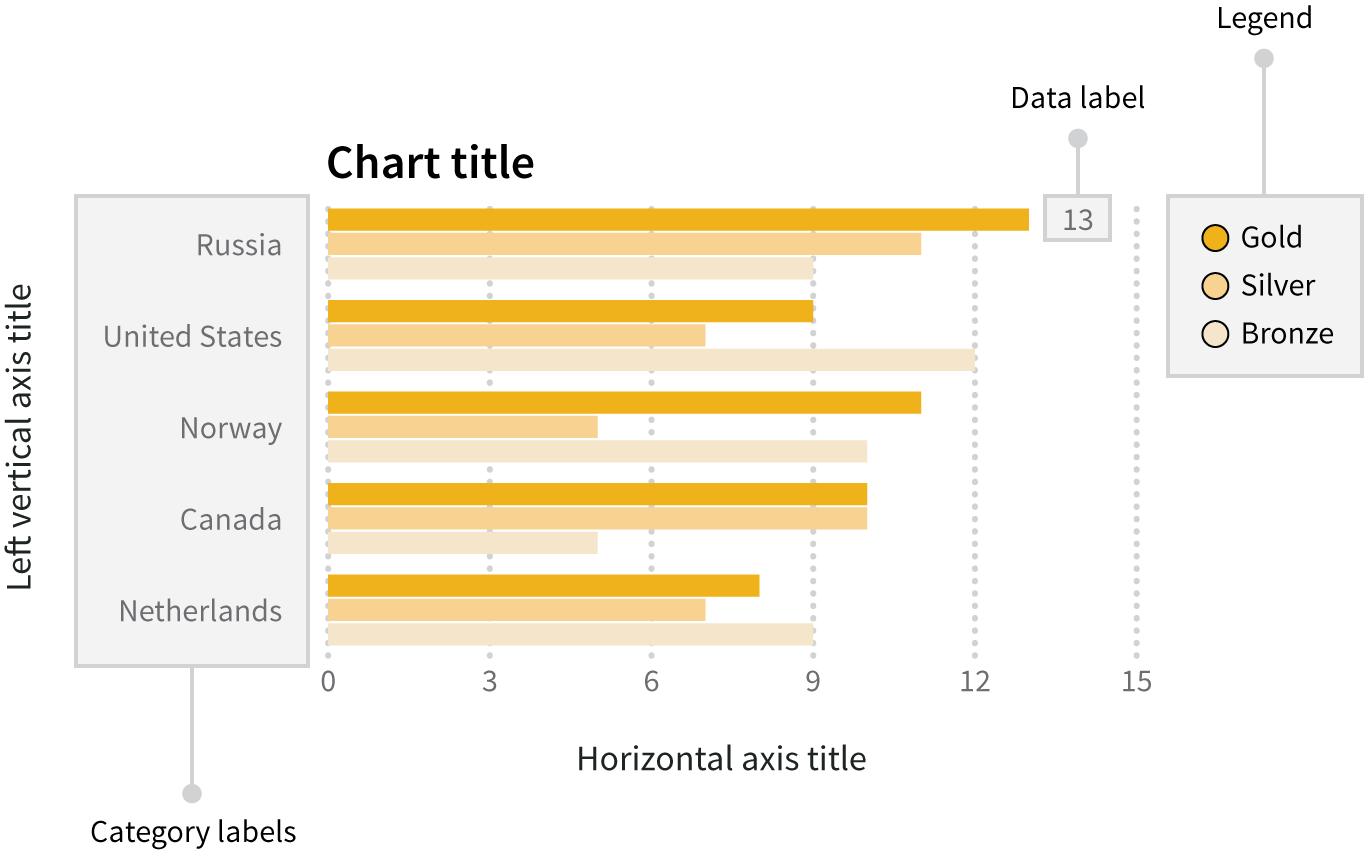 Legend
Data label
Chart title
13
Gold
Silver
Bronze
Left vertical axis title
Russia
United States
Norway
Canada
Netherlands
0 3 6 9 12 15
Horizontal axis title
Category labels